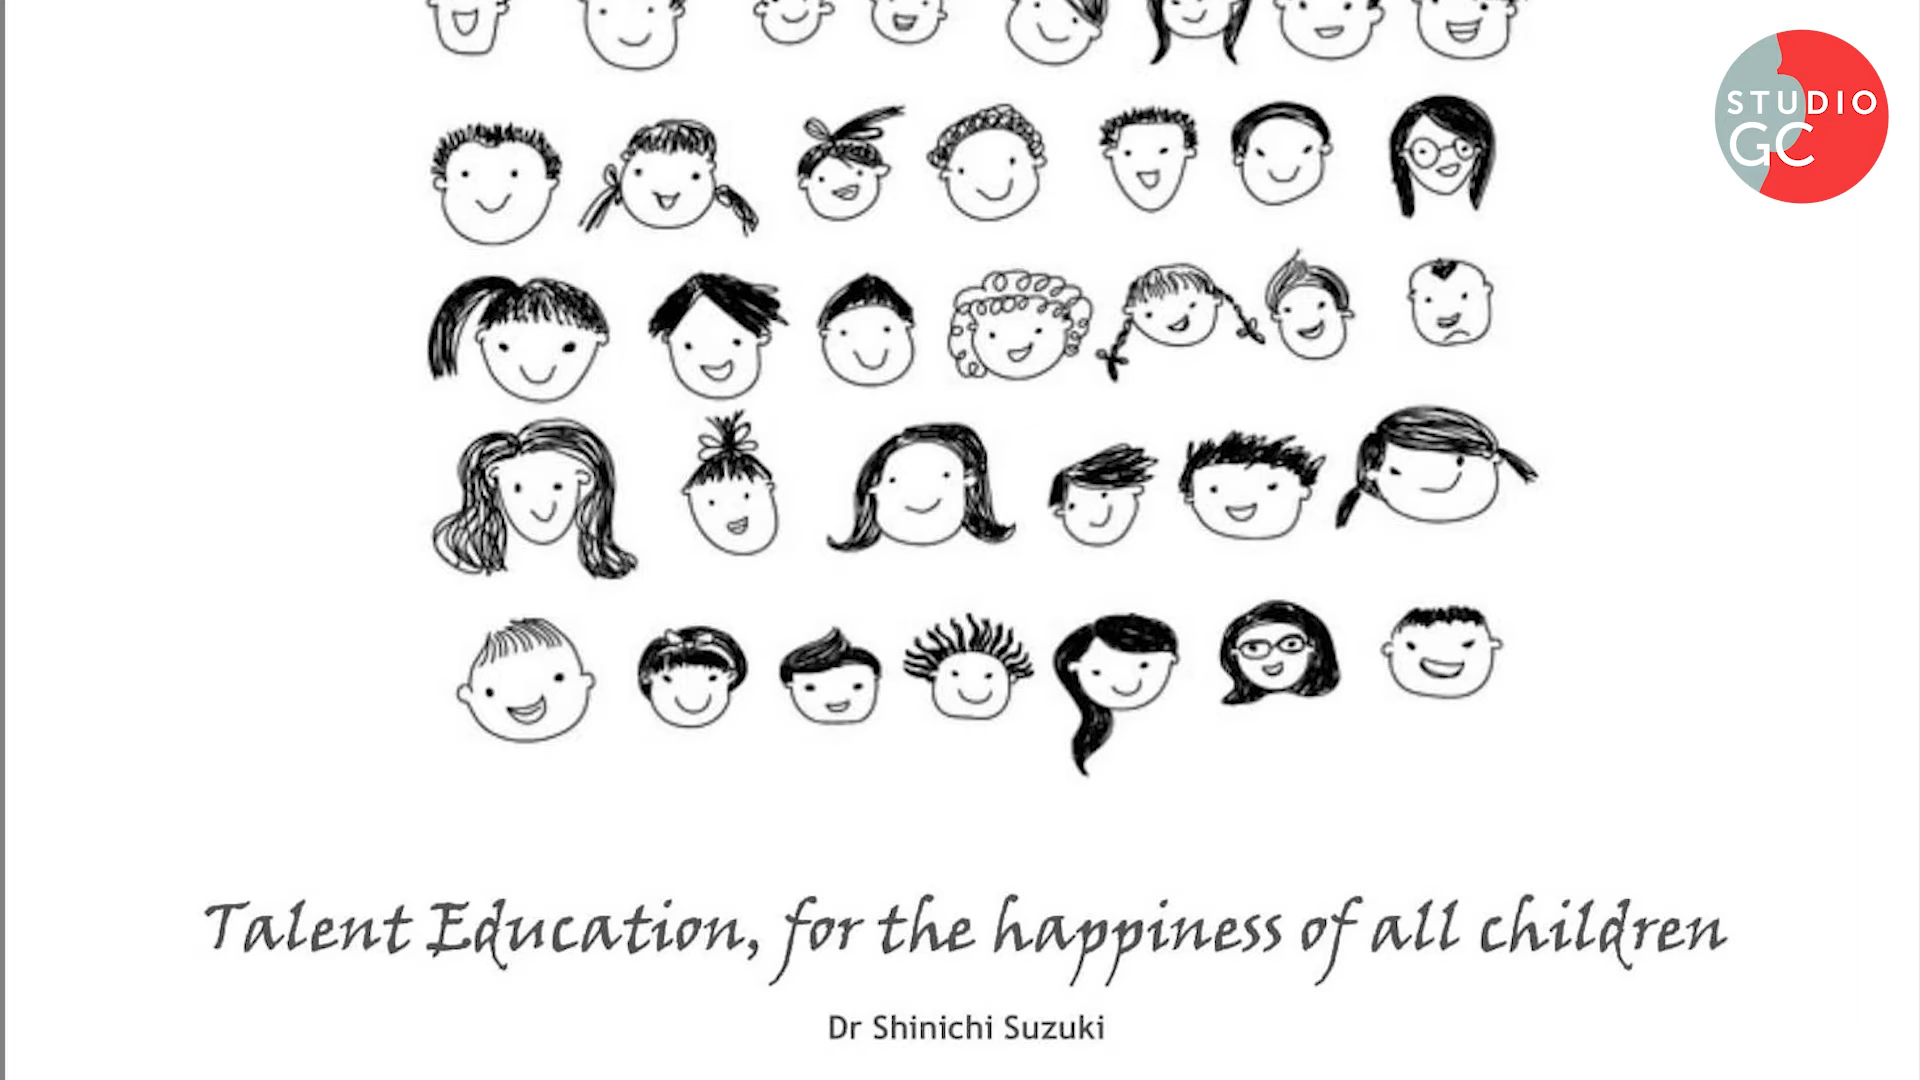 STUDIO
GC
Talent Education, for the happiness of all children
Dr Shinichi Suzuki